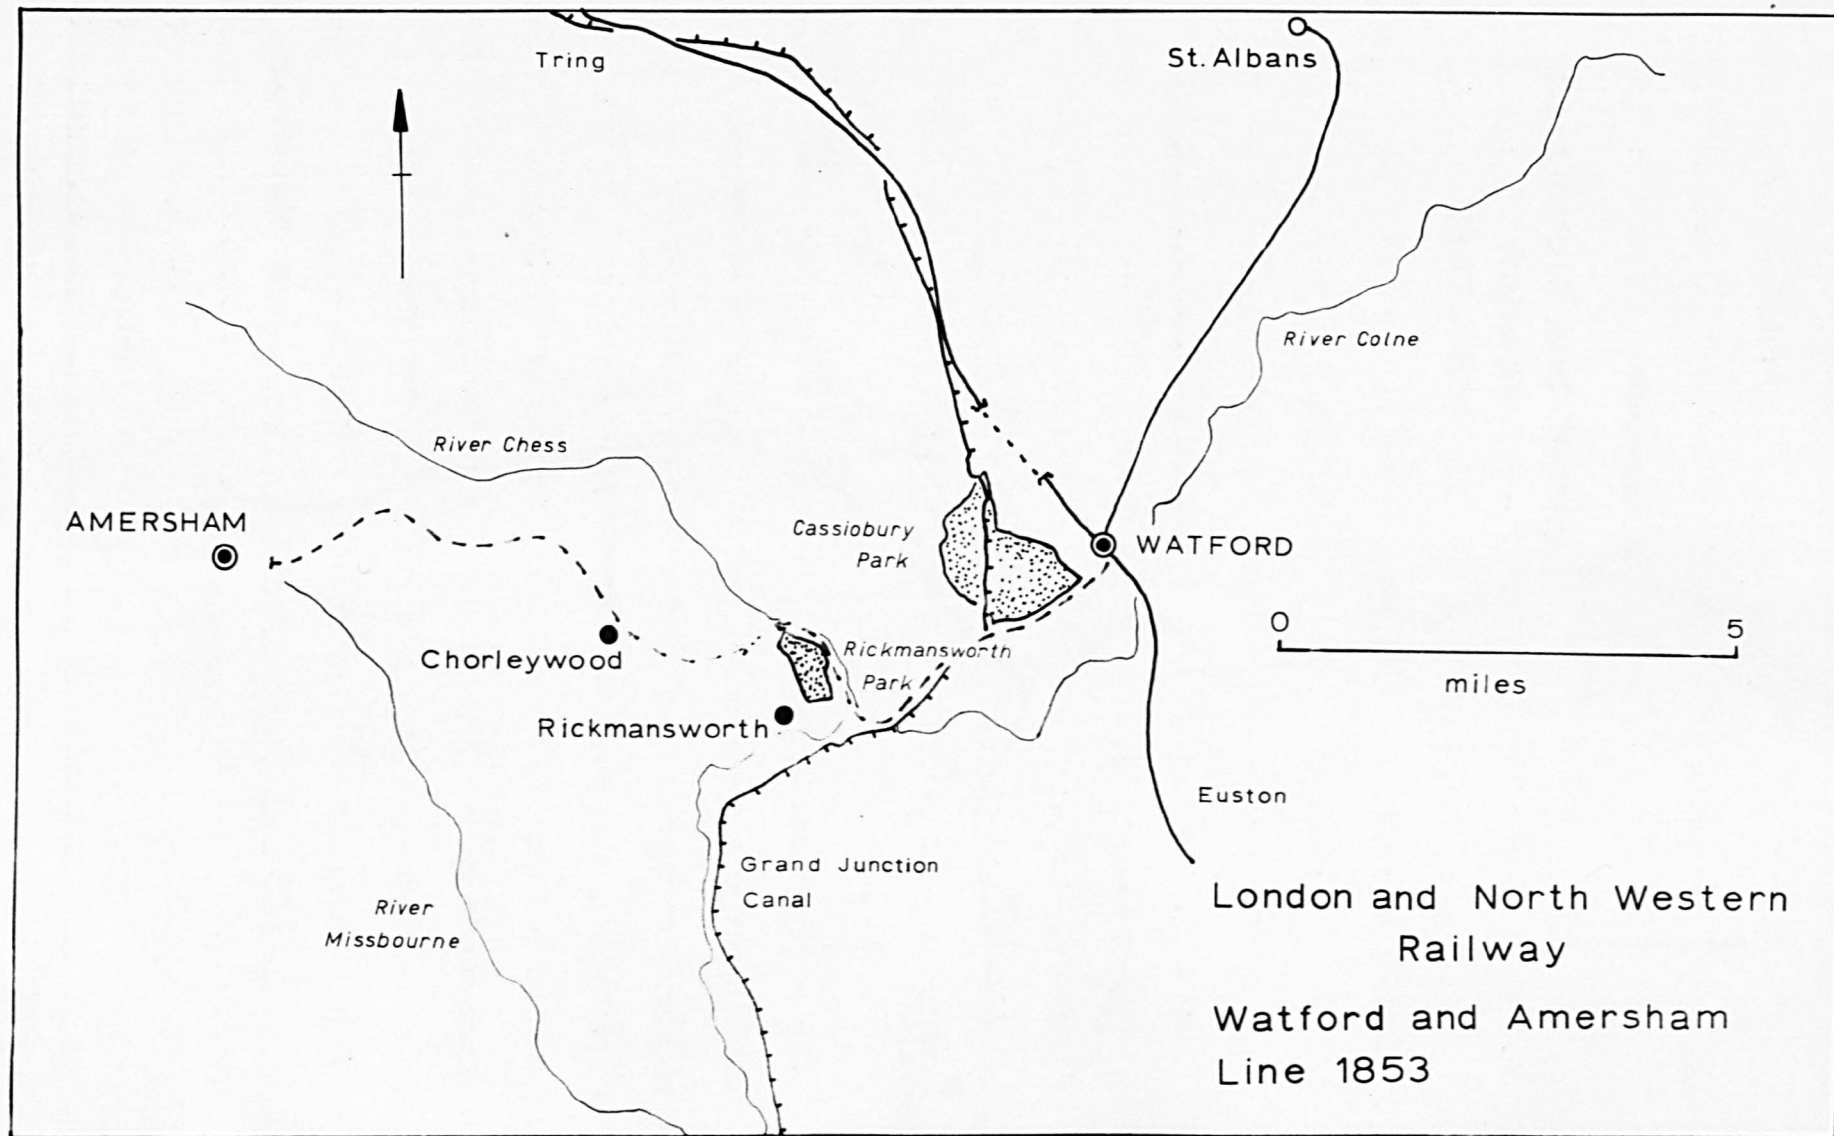 Tring
St. Albans
River Colne
River Chess
AMERSHAM
Cassiobury
Park
WATFORD
0 5
miles
Chorleywood
Rickmansworth
Park
Rickmansworth
Euston
Grand Junction
Canal
River
Missbourne
London and North Western
Railway
Watford and Amersham
Line 1853